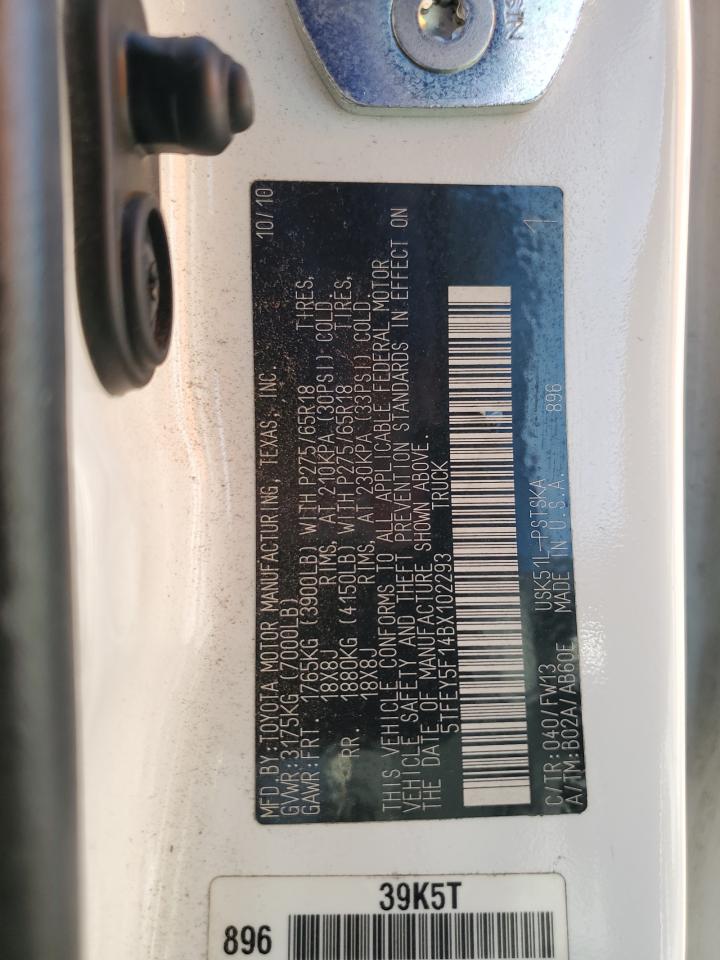 MFD.BY:TOYOTA MOTOR MANUFACTURING, TEXAS, INC. 10/10
GVWR:3175KG (7000LB)
GAWR:FRT. 1765KG (3900LB) WITH P275/65R18 TIRES,
18X8J RIMS, AT 210KPA (30PSI) COLD.
RR. 1880KG (4150LB) WITH P275/65R18 TIRES,
18X8J RIMS, AT 230KPA (33PSI) COLD.
THIS VEHICLE CONFORMS TO ALL APPLICABLE FEDERAL MOTOR
VEHICLE SAFETY AND THEFT PREVENTION STANDARDS IN EFFECT ON
THE DATE OF MANUFACTURE SHOWN ABOVE.
5TFEY5F14BX102293 TRUCK
1
C/TR:040/FW13 USK51L-PSTSKA 896
A/TM:B02A/AB60E MADE IN U.S.A.
39K5T
896